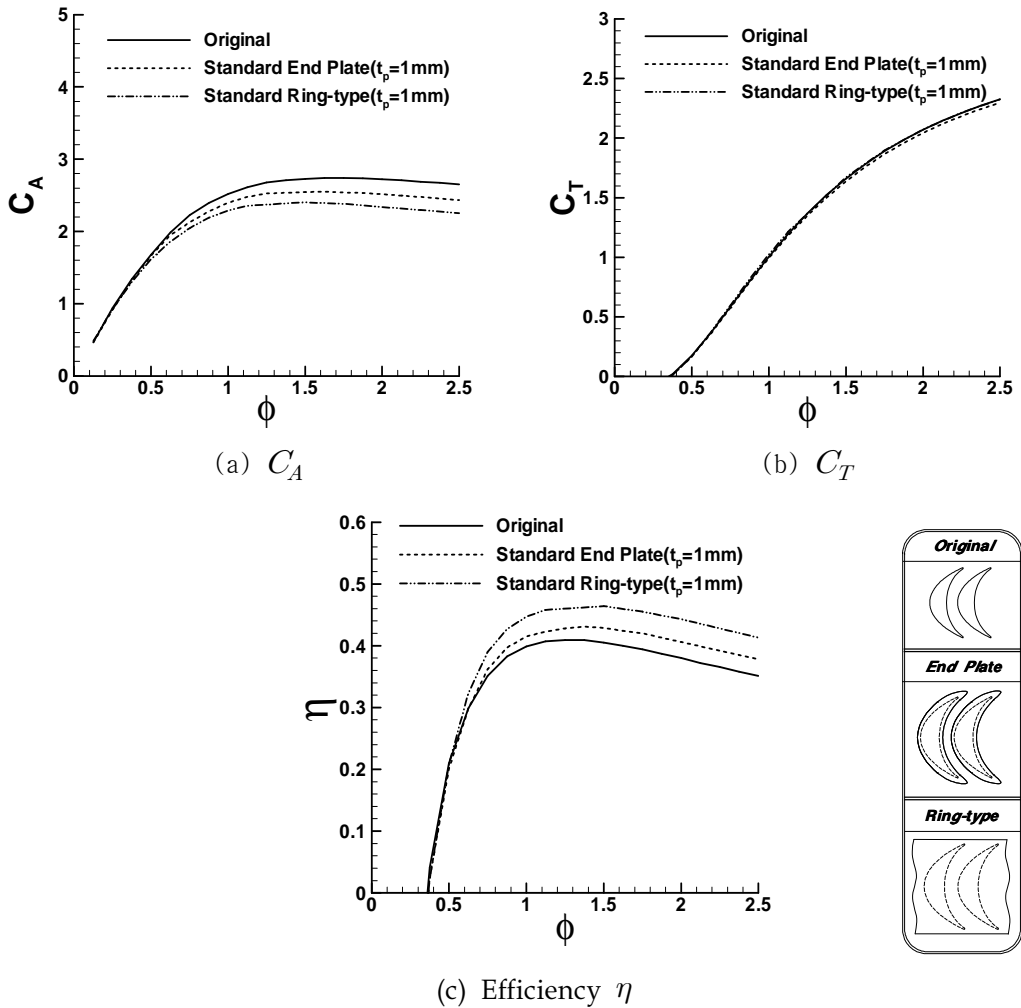 5
4
3
2
1
0
C_A
0 0.5 1 1.5 2 2.5
ϕ
Original
Standard End Plate(t_p=1mm)
Standard Ring-type(t_p=1mm)
(a) C_A
3
2.5
2
1.5
1
0.5
0
C_T
0 0.5 1 1.5 2 2.5
ϕ
Original
Standard End Plate(t_p=1mm)
Standard Ring-type(t_p=1mm)
(b) C_T
0.6
0.5
0.4
0.3
0.2
0.1
0
η
0 0.5 1 1.5 2 2.5
ϕ
Original
Standard End Plate(t_p=1mm)
Standard Ring-type(t_p=1mm)
(c) Efficiency η
Original
End Plate
Ring-type